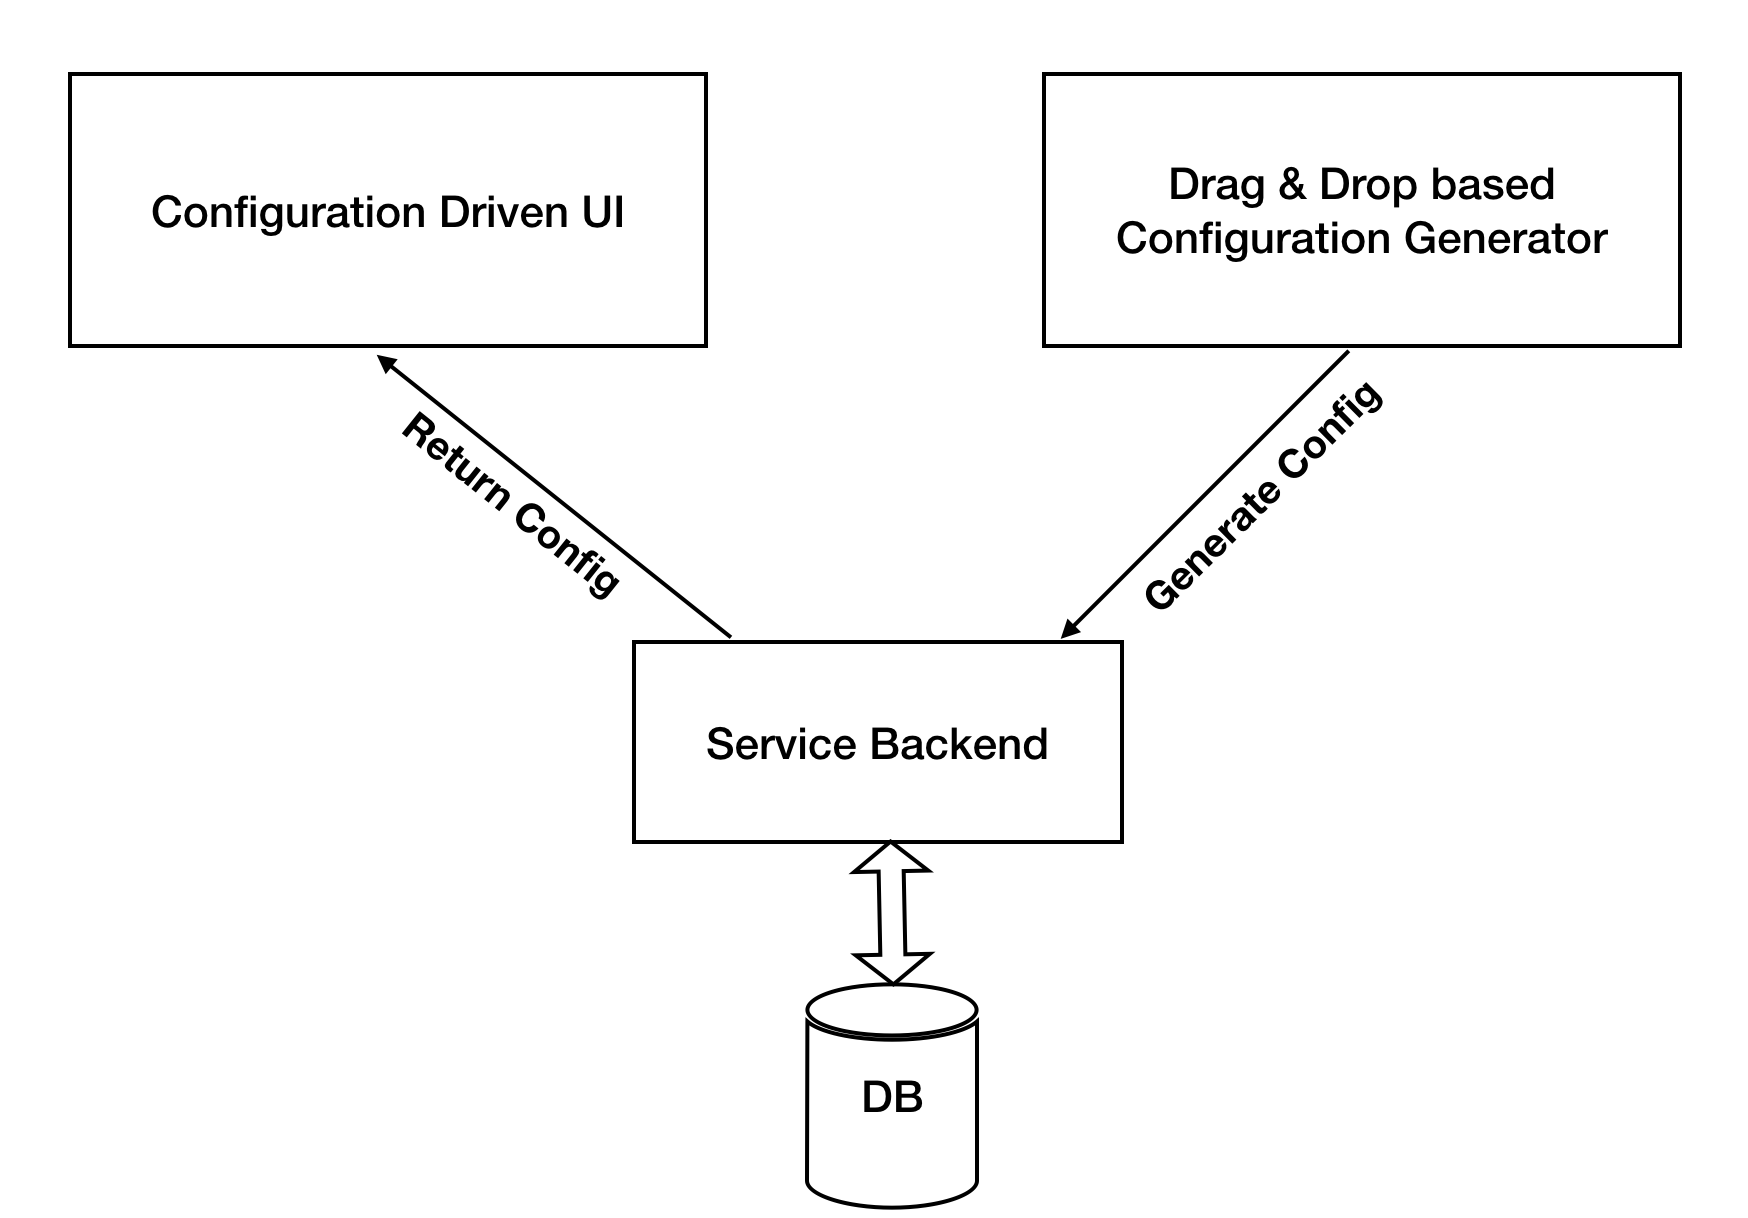 Configuration Driven UI
Drag & Drop based
Configuration Generator
Return Config
Generate Config
Service Backend
DB